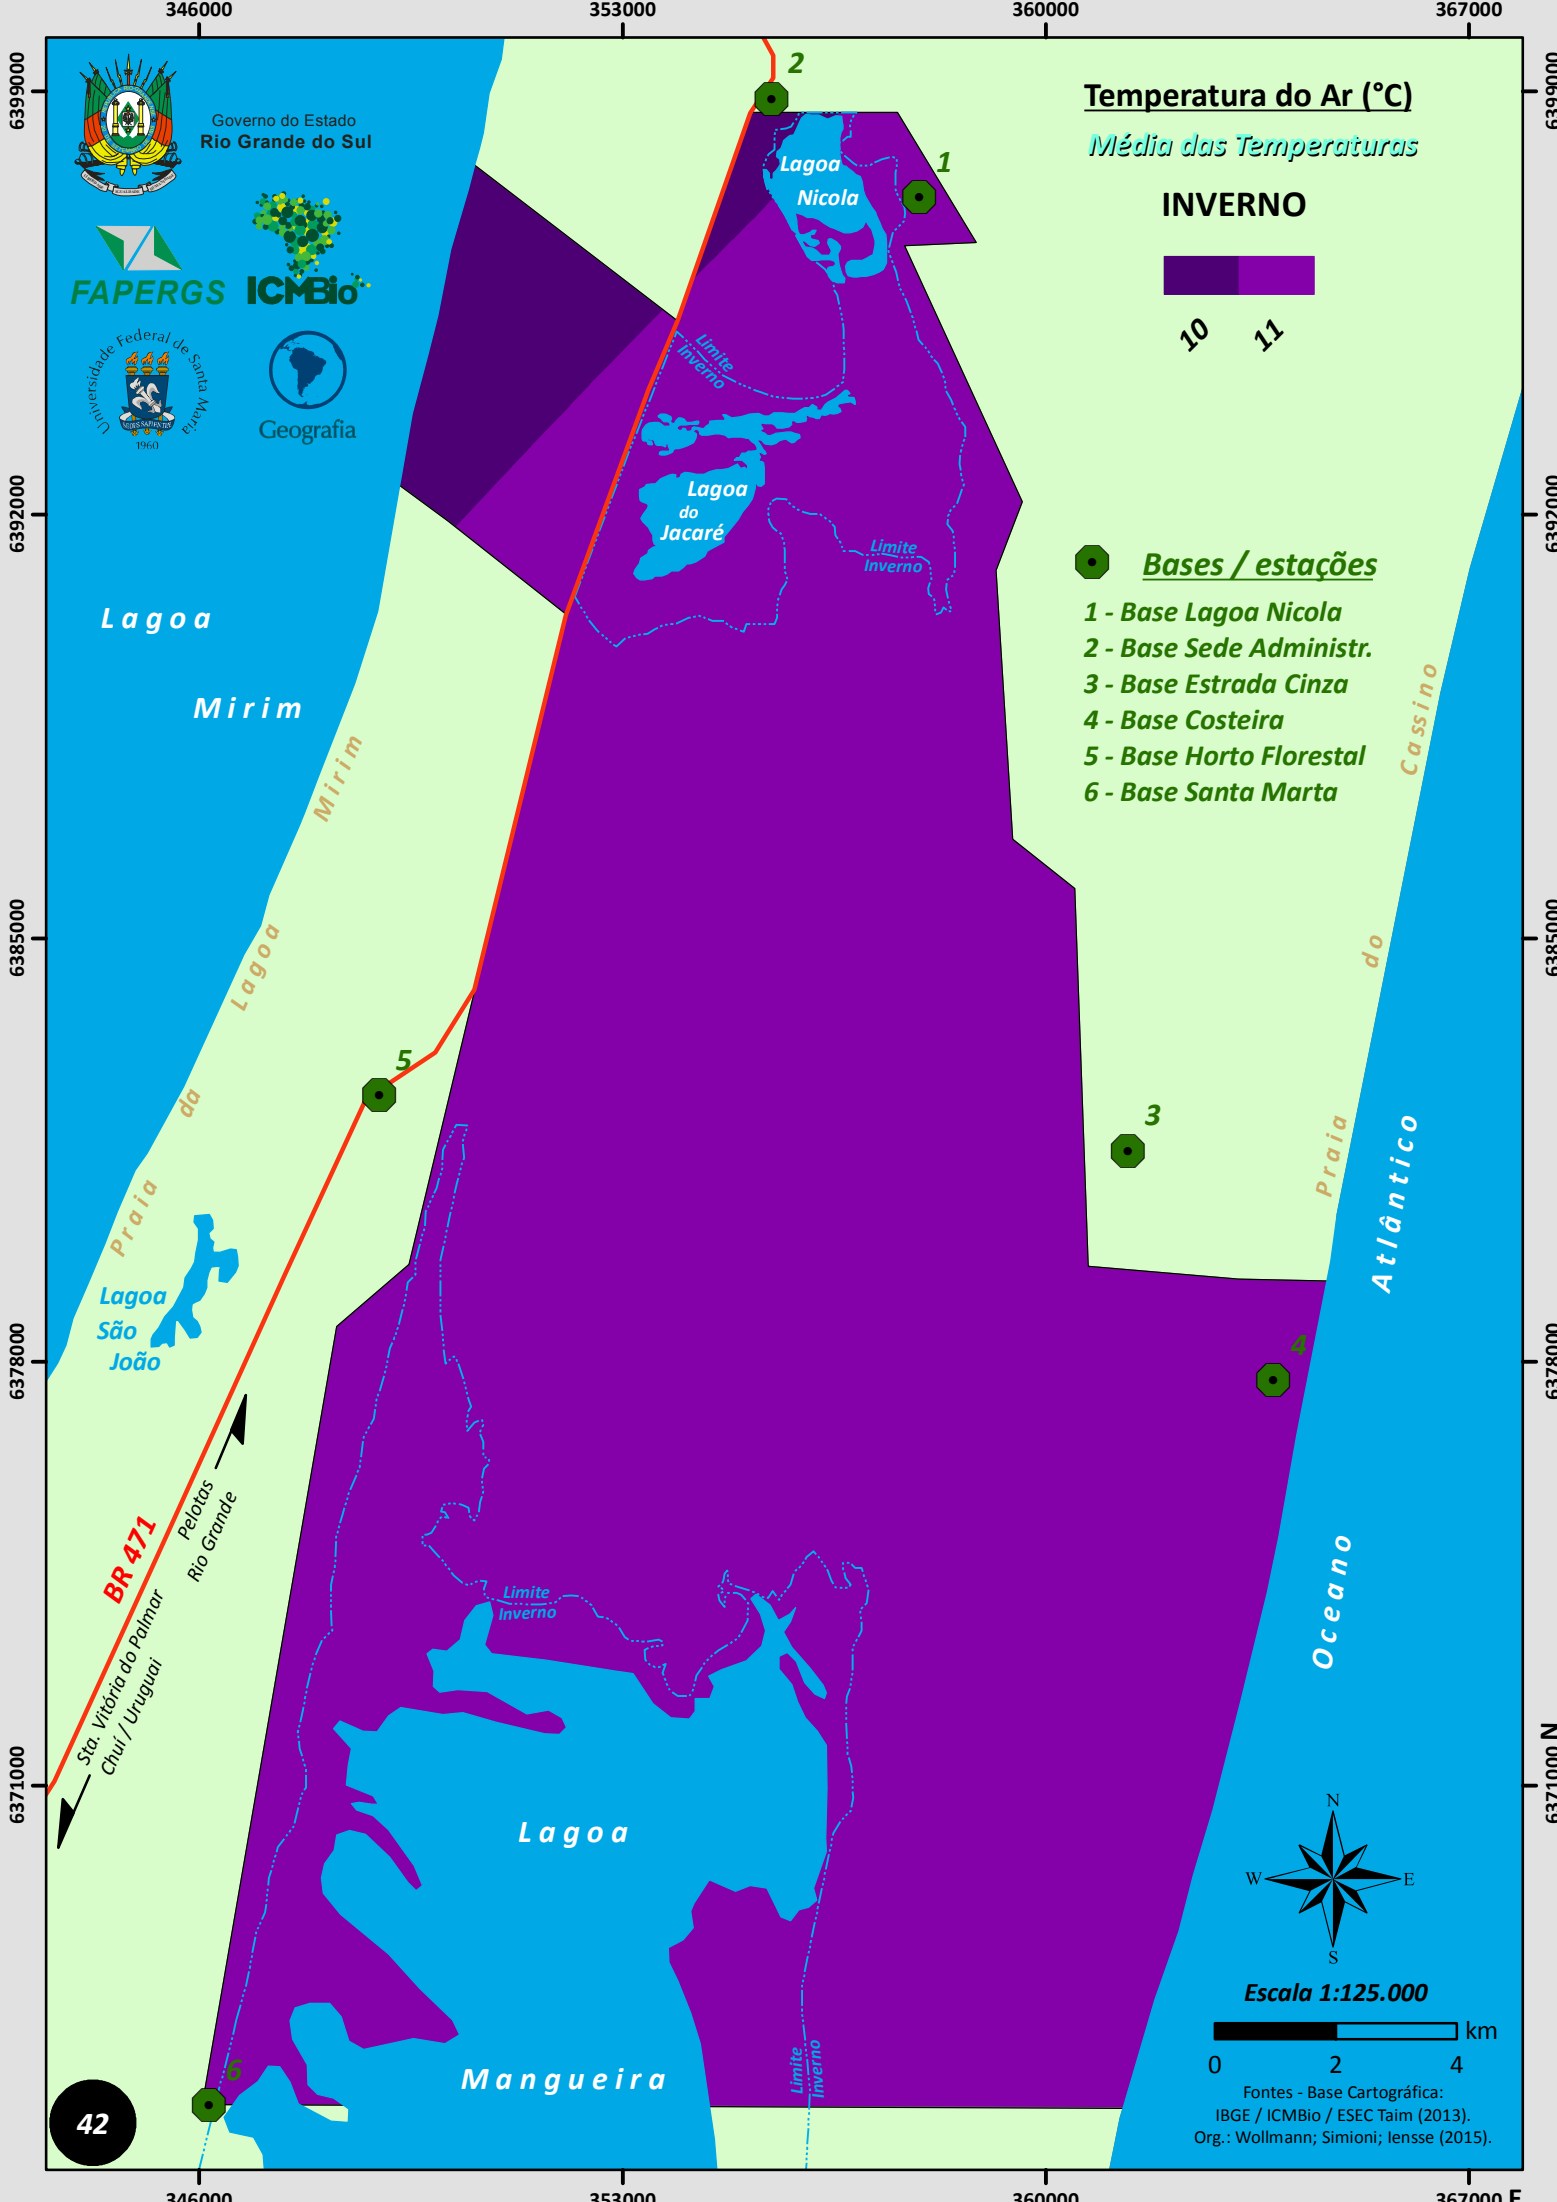 346000
353000
360000
367000
6399000
6399000
Governo do Estado
Rio Grande do Sul
FAPERGS
ICMBio
Universidade Federal de Santa Maria
SEDES SAPIENTIAE
1960
Geografia
Temperatura do Ar (°C)
Média das Temperaturas
INVERNO
10
11
2
1
Lagoa
Nicola
Limite
Inverno
Lagoa
do
Jacaré
Limite
Inverno
6392000
6392000
Bases / estações
1 - Base Lagoa Nicola
2 - Base Sede Administr.
3 - Base Estrada Cinza
4 - Base Costeira
5 - Base Horto Florestal
6 - Base Santa Marta
Lagoa
Mirim
Praia da Lagoa Mirim
Praia do Cassino
6385000
6385000
5
3
4
Oceano Atlântico
Lagoa
São
João
6378000
6378000
BR 471
Pelotas
Rio Grande
Sta. Vitória do Palmar
Chuí / Uruguai
Limite
Inverno
6371000
6371000 N
Lagoa
Mangueira
Limite
Inverno
6
42
N
W
E
S
Escala 1:125.000
km
0
2
4
Fontes - Base Cartográfica:
IBGE / ICMBio / ESEC Taim (2013).
Org.: Wollmann; Simioni; Iensse (2015).
346000
353000
360000
367000 E